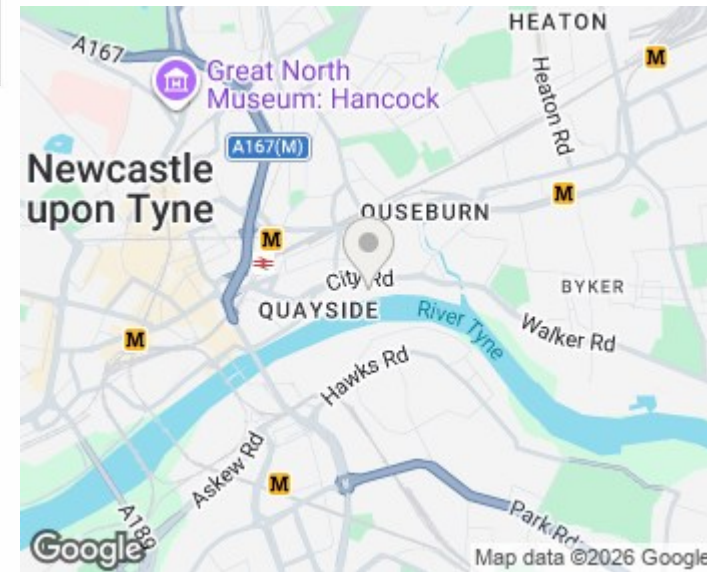 HEATON
A167
Great North
Museum: Hancock
Heaton Rd
M
A167(M)
Newcastle
upon Tyne
M
OUSEBURN
M
City Rd
BYKER
QUAYSIDE
River Tyne
Walker Rd
M
Hawks Rd
Askew Rd
M
A189
Park Rd
Google
Map data ©2026 Google